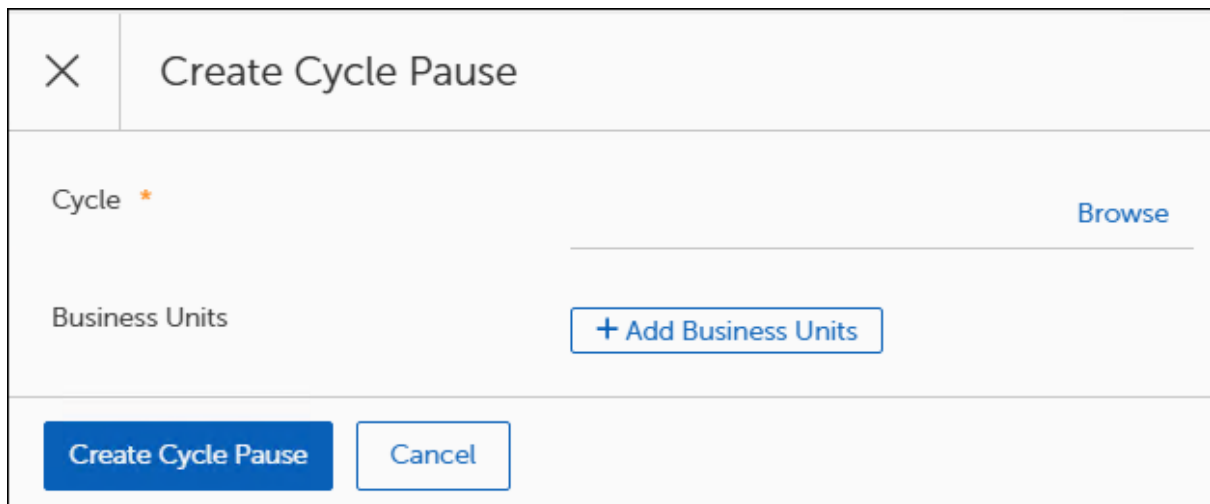 Create Cycle Pause
Cycle *
Browse
Business Units
+ Add Business Units
Create Cycle Pause
Cancel